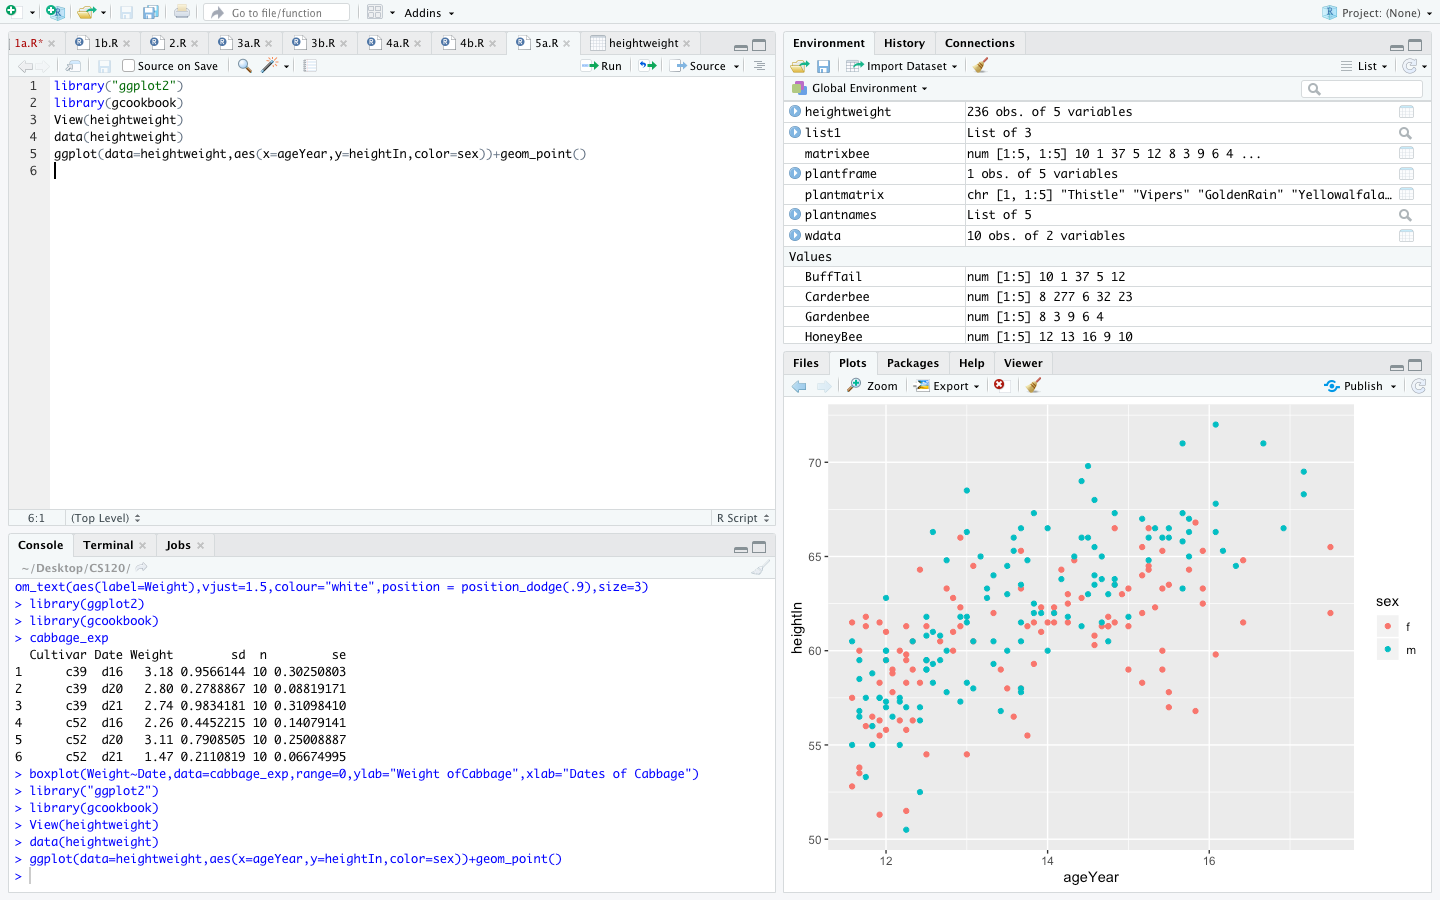 Go to file/function
Addins
Project: (None)
1a.R*
1b.R
2.R
3a.R
3b.R
4a.R
4b.R
5a.R
heightweight
Source on Save
Run
Source
1 library("ggplot2")
2 library(gcookbook)
3 View(heightweight)
4 data(heightweight)
5 ggplot(data=heightweight,aes(x=ageYear,y=heightIn,color=sex))+geom_point()
6
6:1 (Top Level) R Script
Console Terminal Jobs
~/Desktop/CS120/
om_text(aes(label=Weight),vjust=1.5,colour="white",position = position_dodge(.9),size=3)
> library(ggplot2)
> library(gcookbook)
> cabbage_exp
Cultivar Date Weight sd n se
1 c39 d16 3.18 0.9566144 10 0.30250803
2 c39 d20 2.80 0.2788867 10 0.08819171
3 c39 d21 2.74 0.9834181 10 0.31098410
4 c52 d16 2.26 0.4452215 10 0.14079141
5 c52 d20 3.11 0.7908505 10 0.25008887
6 c52 d21 1.47 0.2110819 10 0.06674995
> boxplot(Weight~Date,data=cabbage_exp,range=0,ylab="Weight ofCabbage",xlab="Dates of Cabbage")
> library("ggplot2")
> library(gcookbook)
> View(heightweight)
> data(heightweight)
> ggplot(data=heightweight,aes(x=ageYear,y=heightIn,color=sex))+geom_point()
>
Environment History Connections
Import Dataset
List
Global Environment
heightweight 236 obs. of 5 variables
list1 List of 3
matrixbee num [1:5, 1:5] 10 1 37 5 12 8 3 9 6 4 ...
plantframe 1 obs. of 5 variables
plantmatrix chr [1, 1:5] "Thistle" "Vipers" "GoldenRain" "Yellowalfala…
plantnames List of 5
wdata 10 obs. of 2 variables
Values
BuffTail num [1:5] 10 1 37 5 12
Carderbee num [1:5] 8 277 6 32 23
Gardenbee num [1:5] 8 3 9 6 4
HoneyBee num [1:5] 12 13 16 9 10
Files Plots Packages Help Viewer
Zoom Export Publish
70
65
60
55
50
heightIn
12 14 16
ageYear
sex
f
m